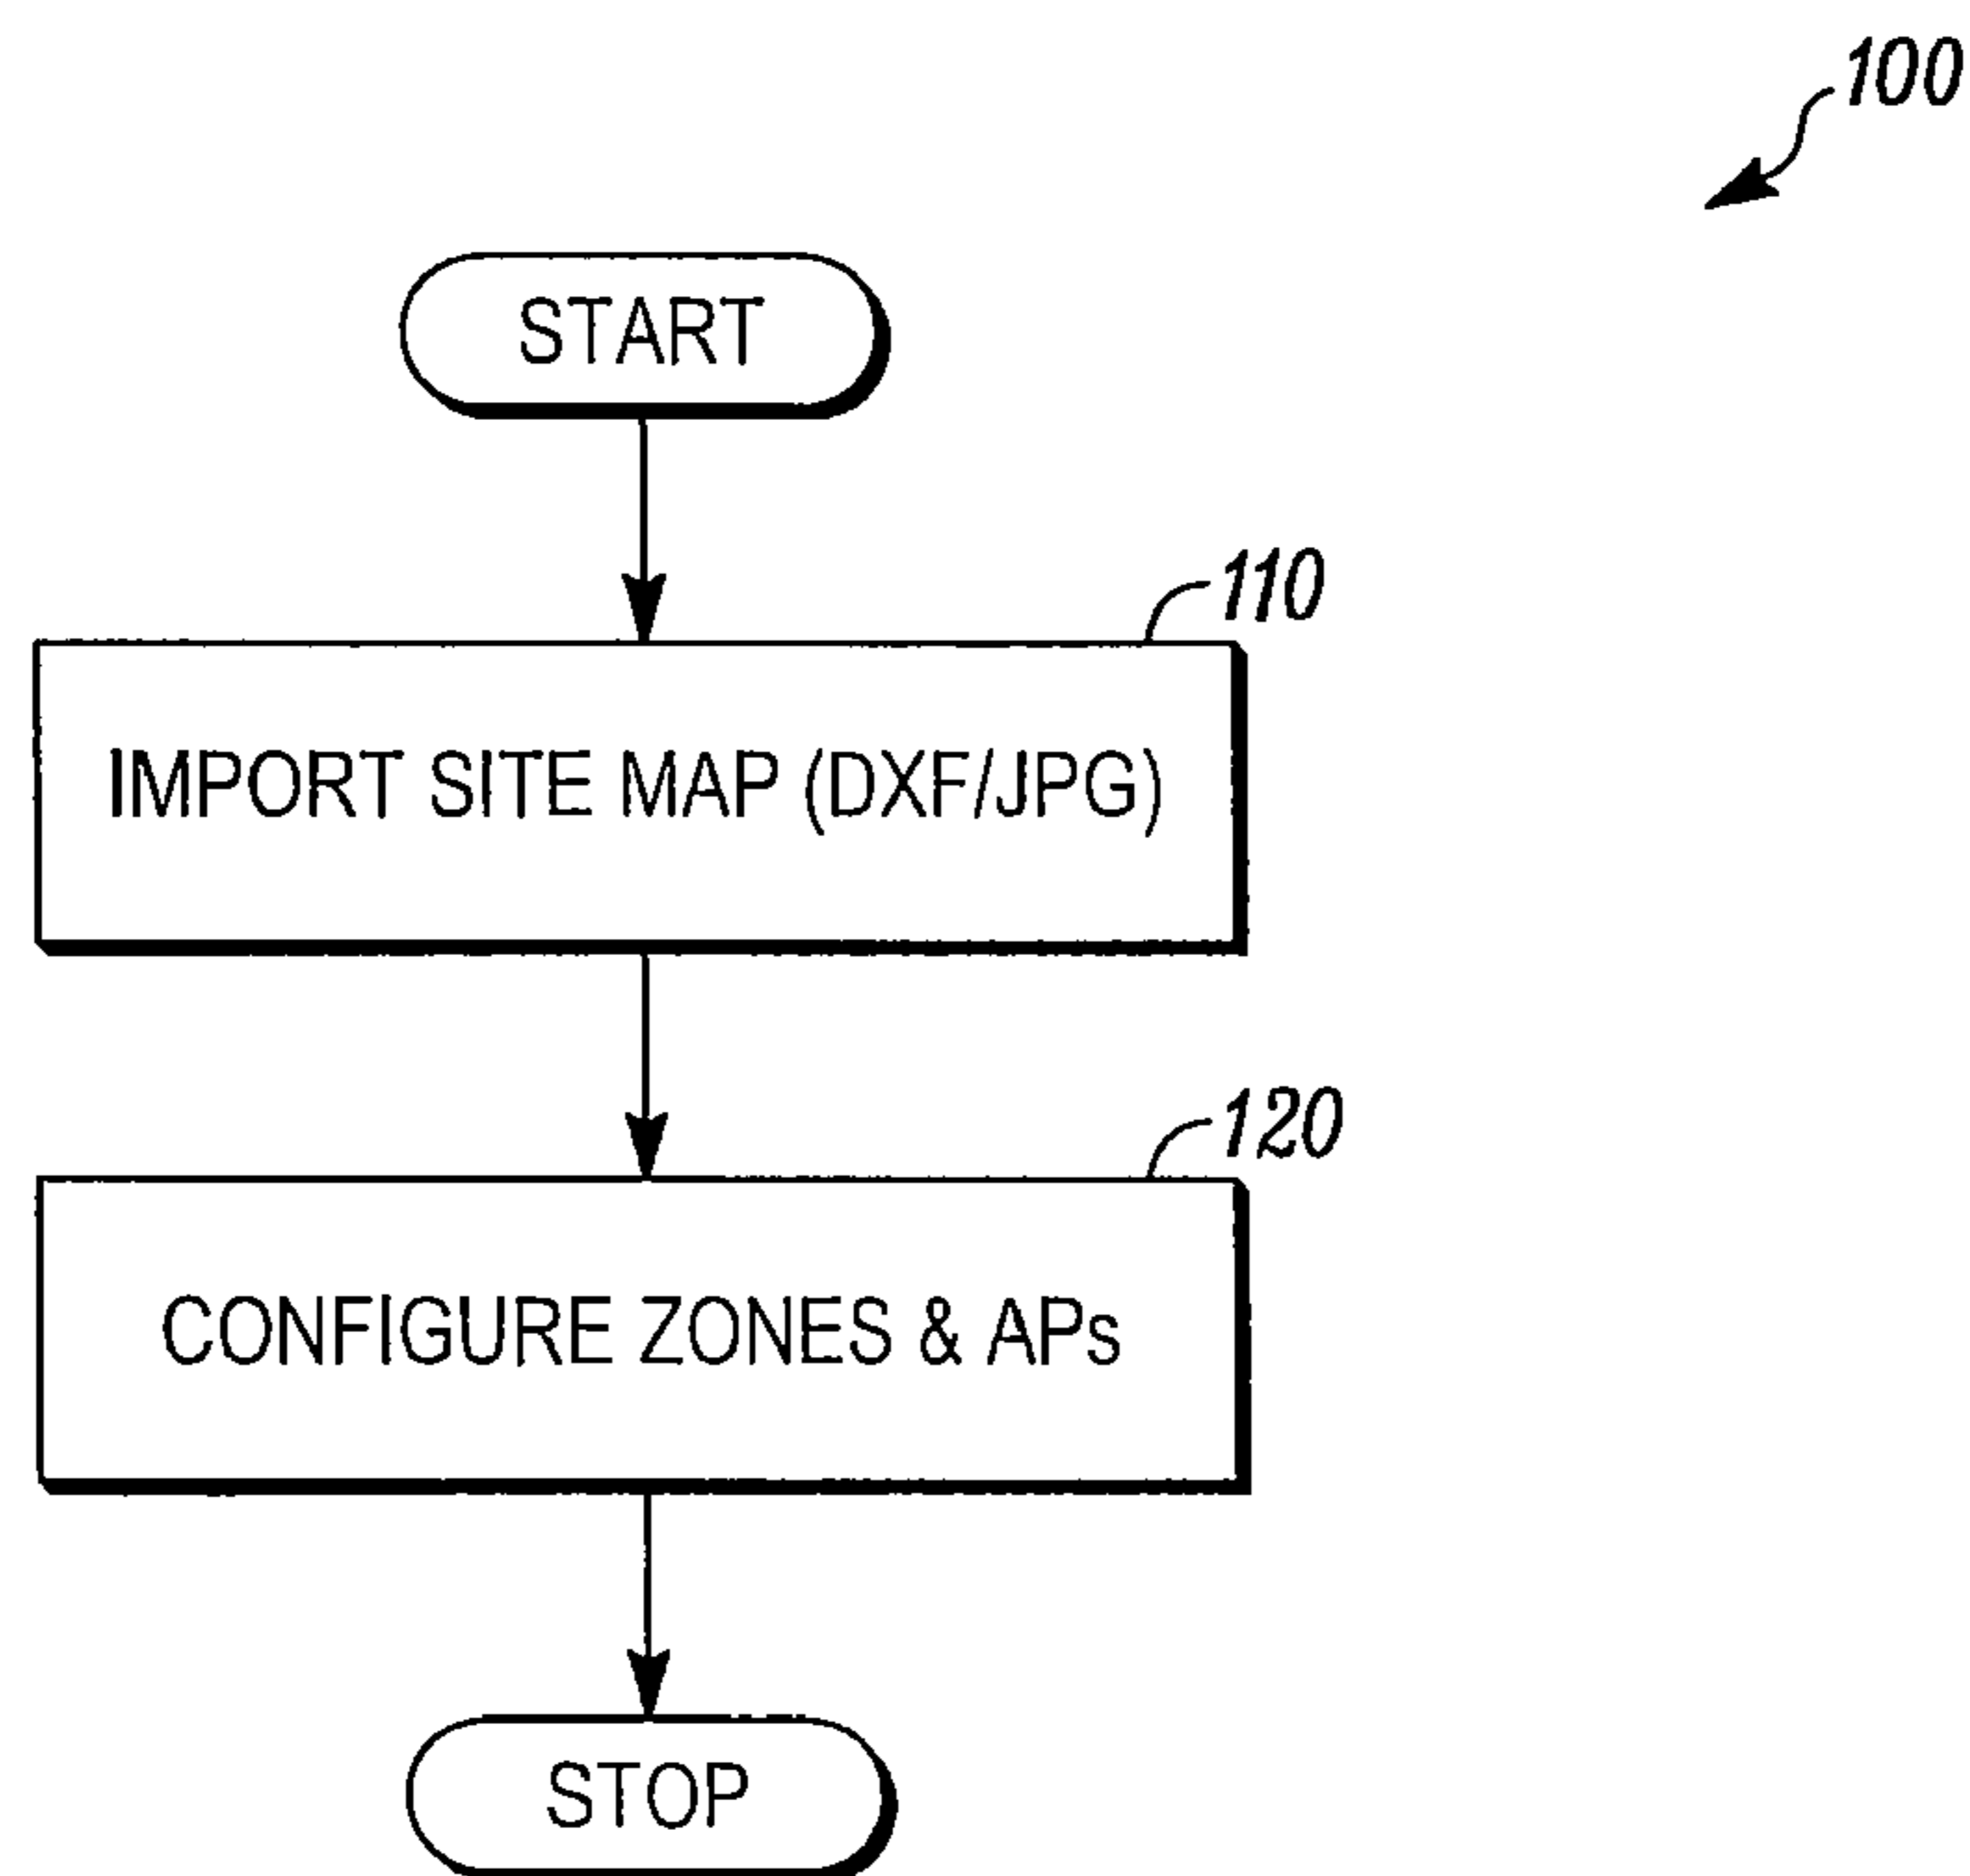 100
START
110
IMPORT SITE MAP (DXF/JPG)
120
CONFIGURE ZONES & APs
STOP